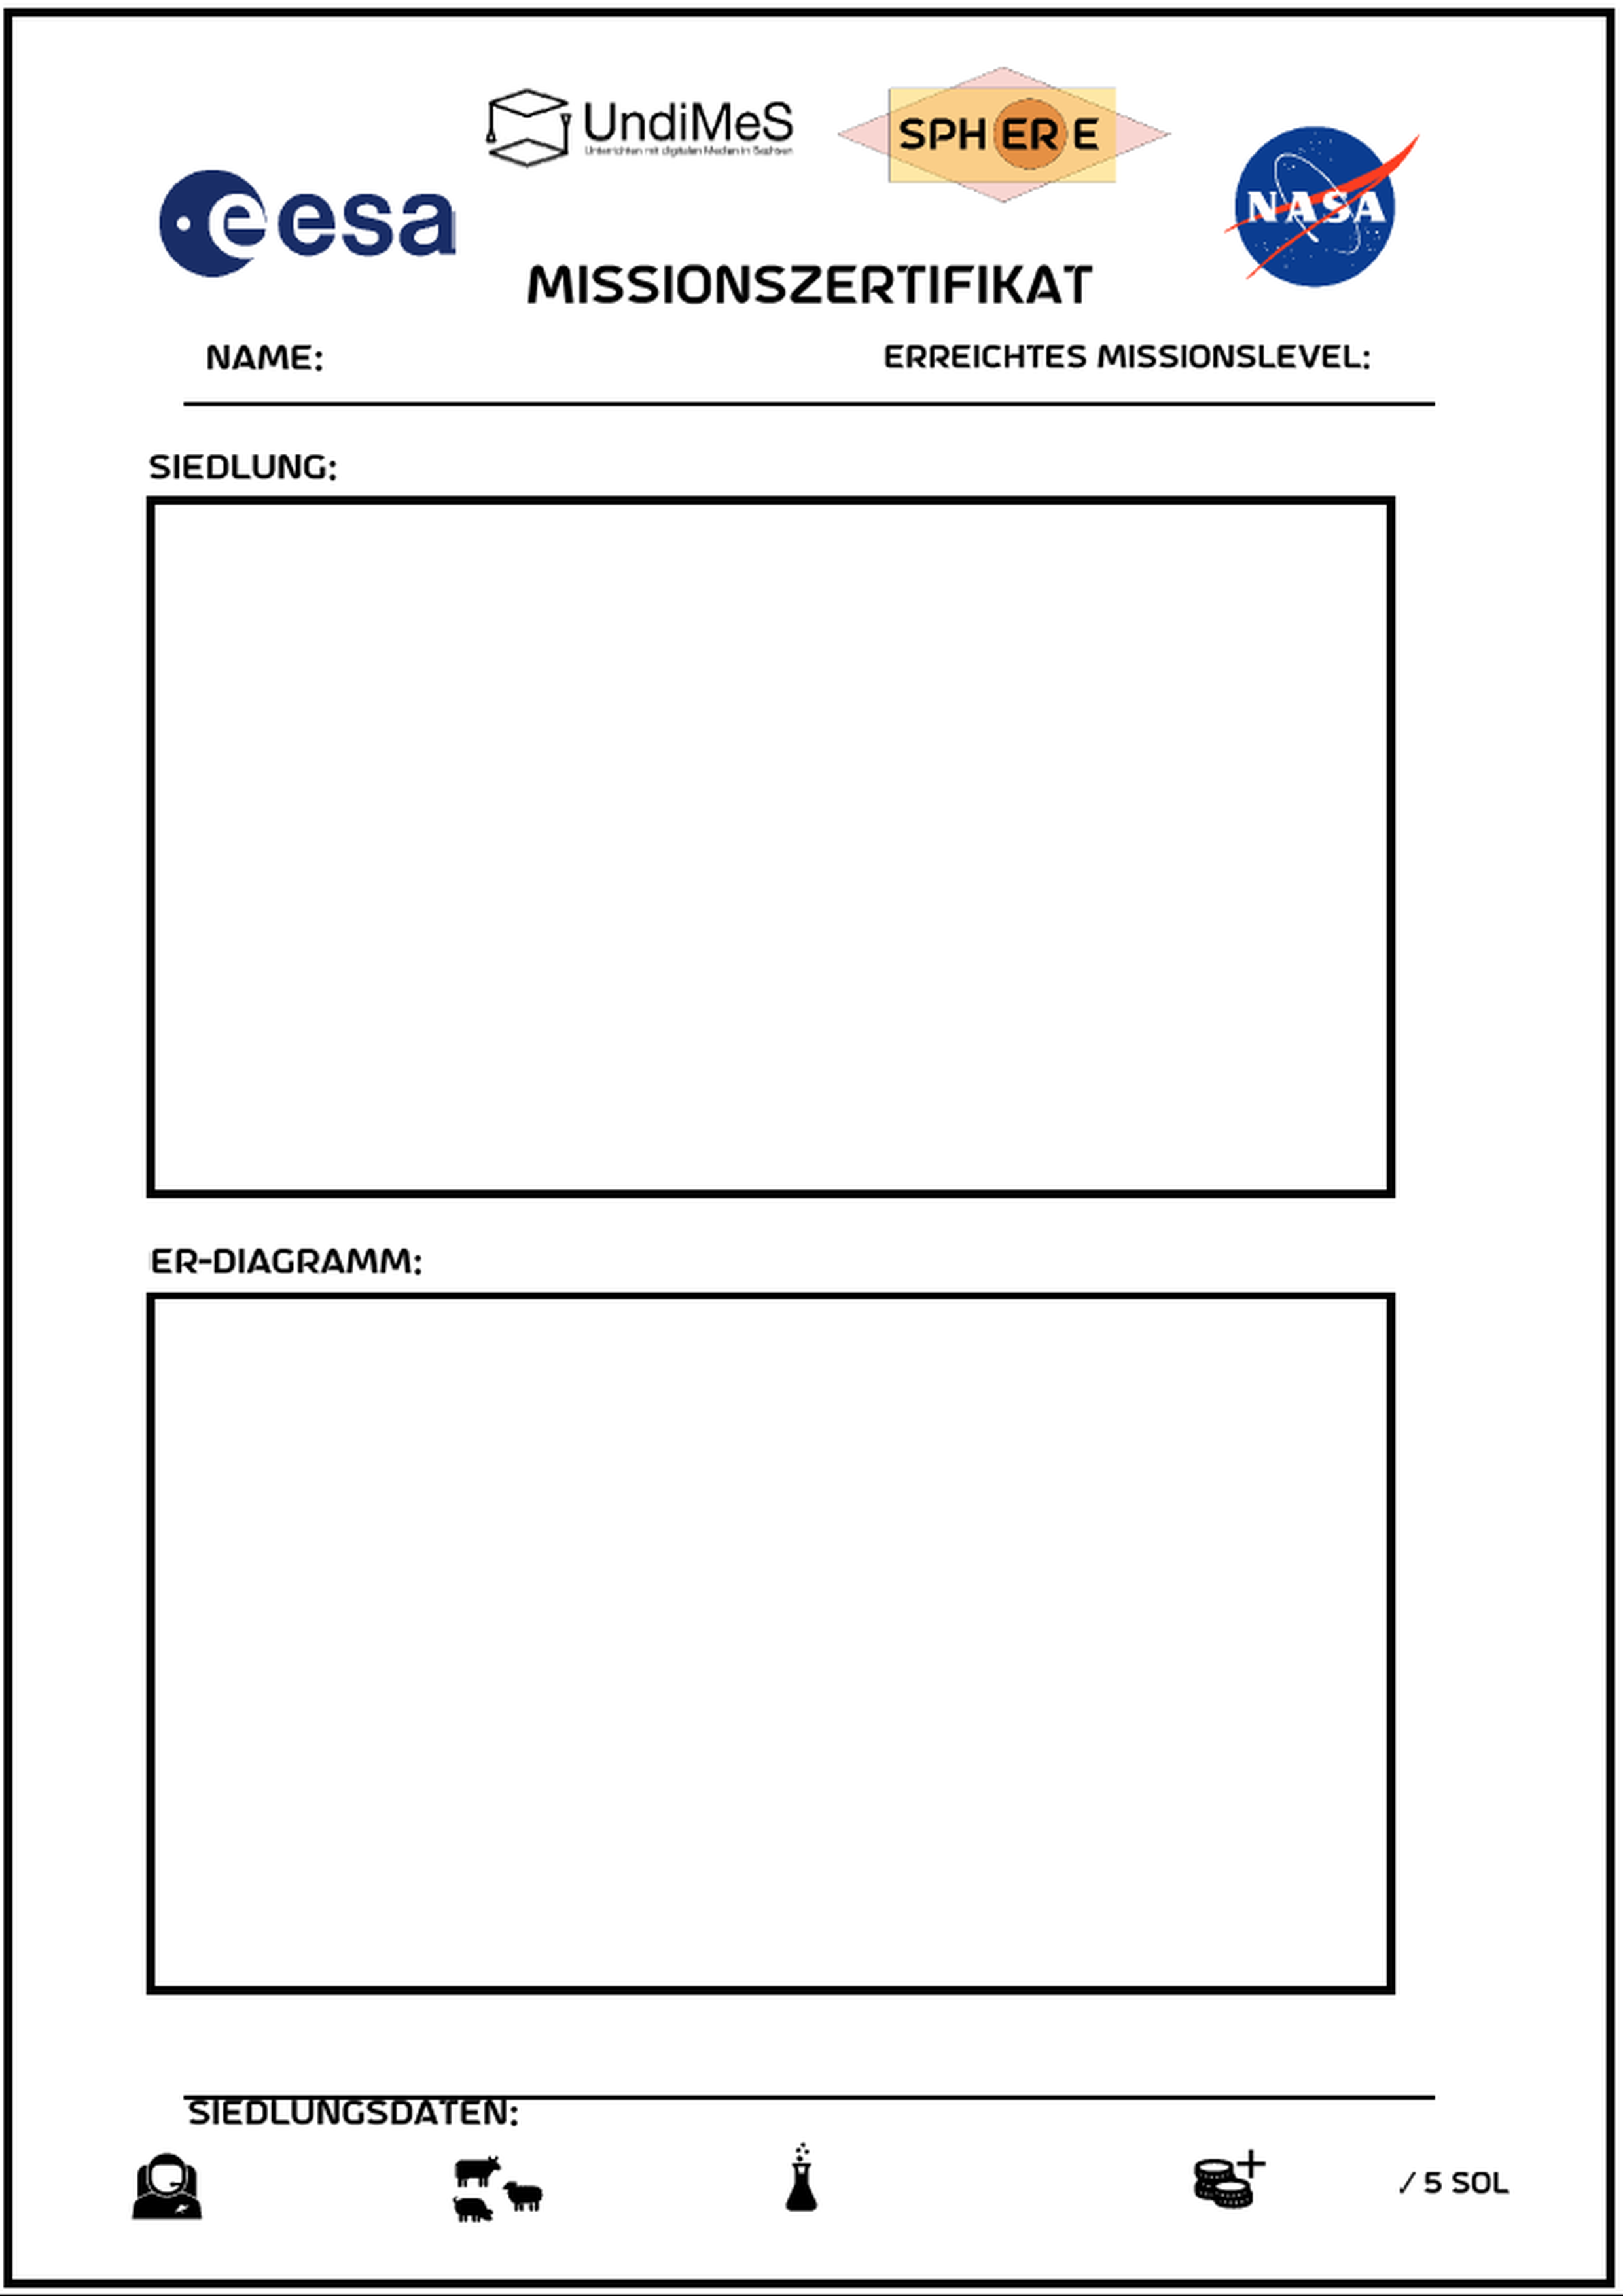 UndiMeS
Unterrichten mit digitalen Medien in Sachsen
SPHERE
eesa
NASA
MISSIONSZERTIFIKAT
NAME:
ERREICHTES MISSIONSLEVEL:
SIEDLUNG:
ER-DIAGRAMM:
SIEDLUNGSDATEN:
/ 5 SOL